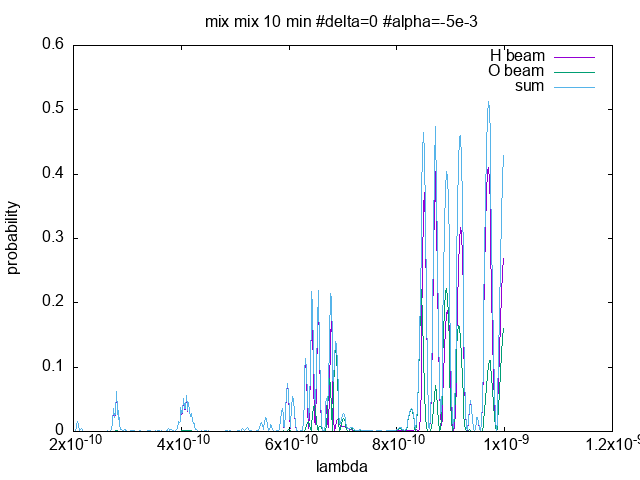 mix mix 10 min #delta=0 #alpha=-5e-3
H beam
O beam
sum
probability
0.6
0.5
0.4
0.3
0.2
0.1
0
2x10⁻¹⁰ 4x10⁻¹⁰ 6x10⁻¹⁰ 8x10⁻¹⁰ 1x10⁻⁹ 1.2x10⁻⁹
lambda